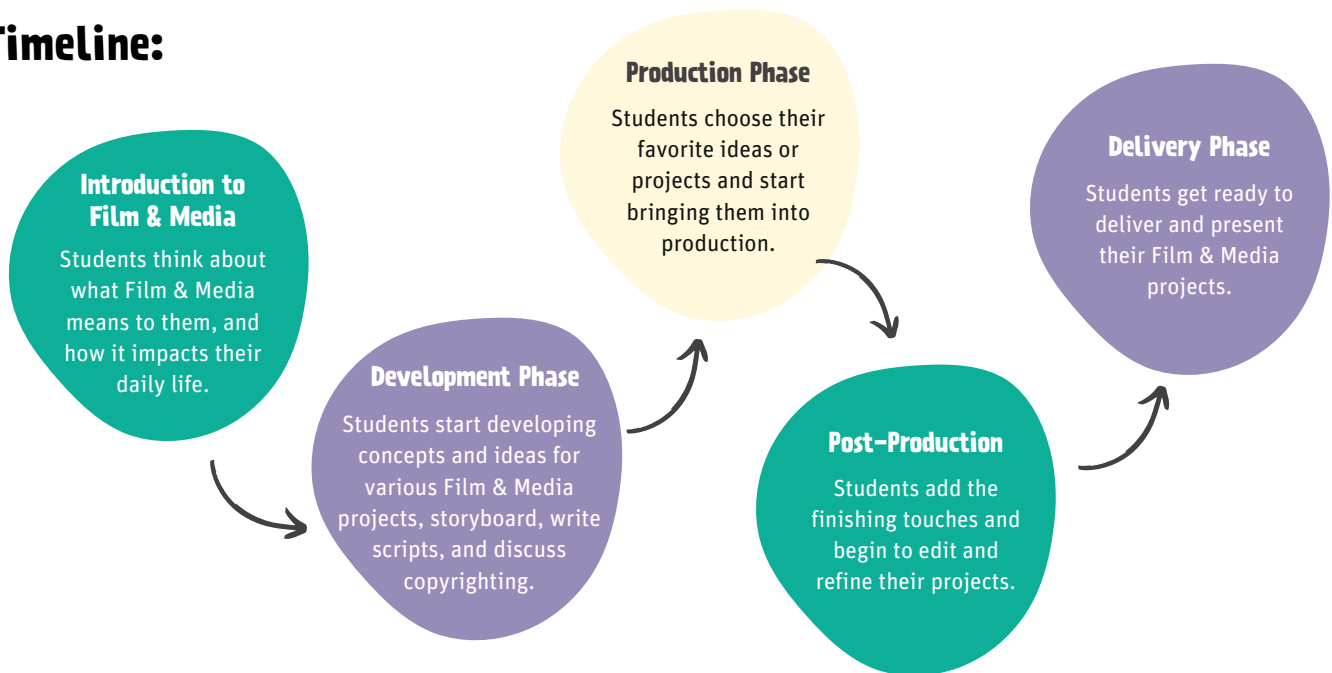 Timeline:
Introduction to
Film & Media
Students think about
what Film & Media
means to them, and
how it impacts their
daily life.
Development Phase
Students start developing
concepts and ideas for
various Film & Media
projects, storyboard, write
scripts, and discuss
copyrighting.
Production Phase
Students choose their
favorite ideas or
projects and start
bringing them into
production.
Post-Production
Students add the
finishing touches and
begin to edit and
refine their projects.
Delivery Phase
Students get ready to
deliver and present
their Film & Media
projects.